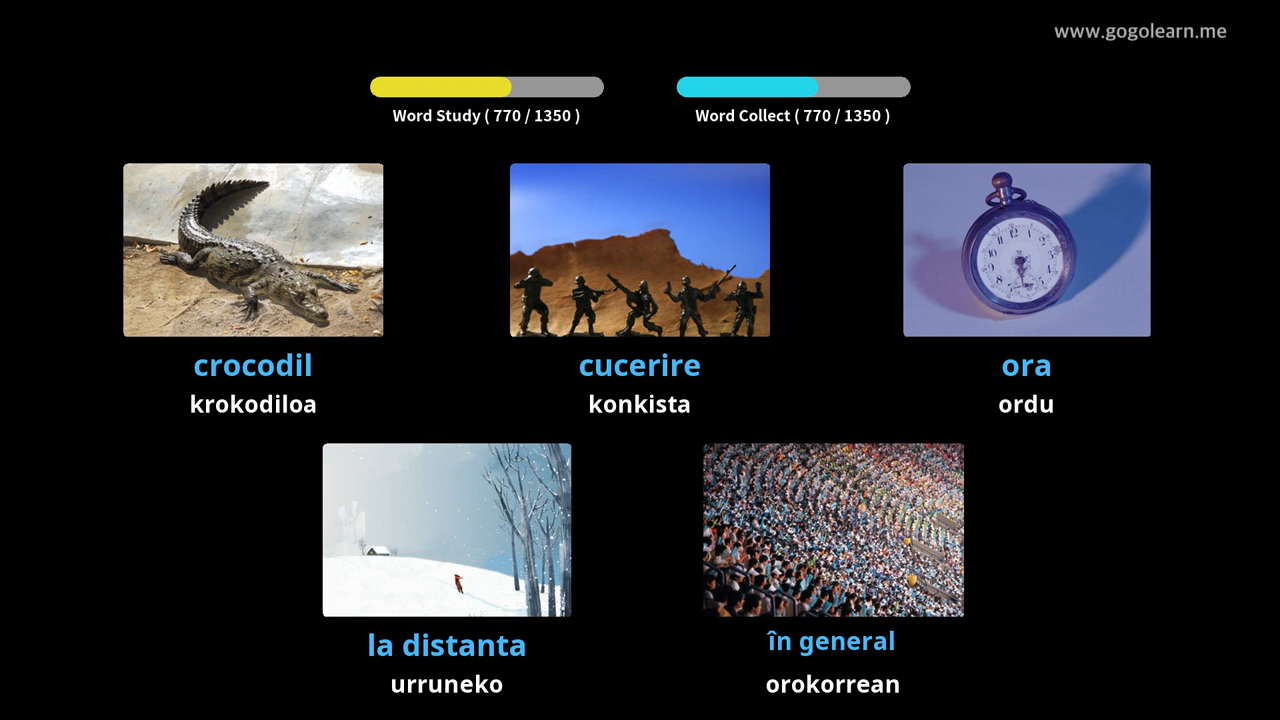 www.gogolearn.me
Word Study ( 770 / 1350 )
Word Collect ( 770 / 1350 )
crocodil
krokodiloa
cucerire
konkista
ora
ordu
la distanta
urruneko
în general
orokorrean